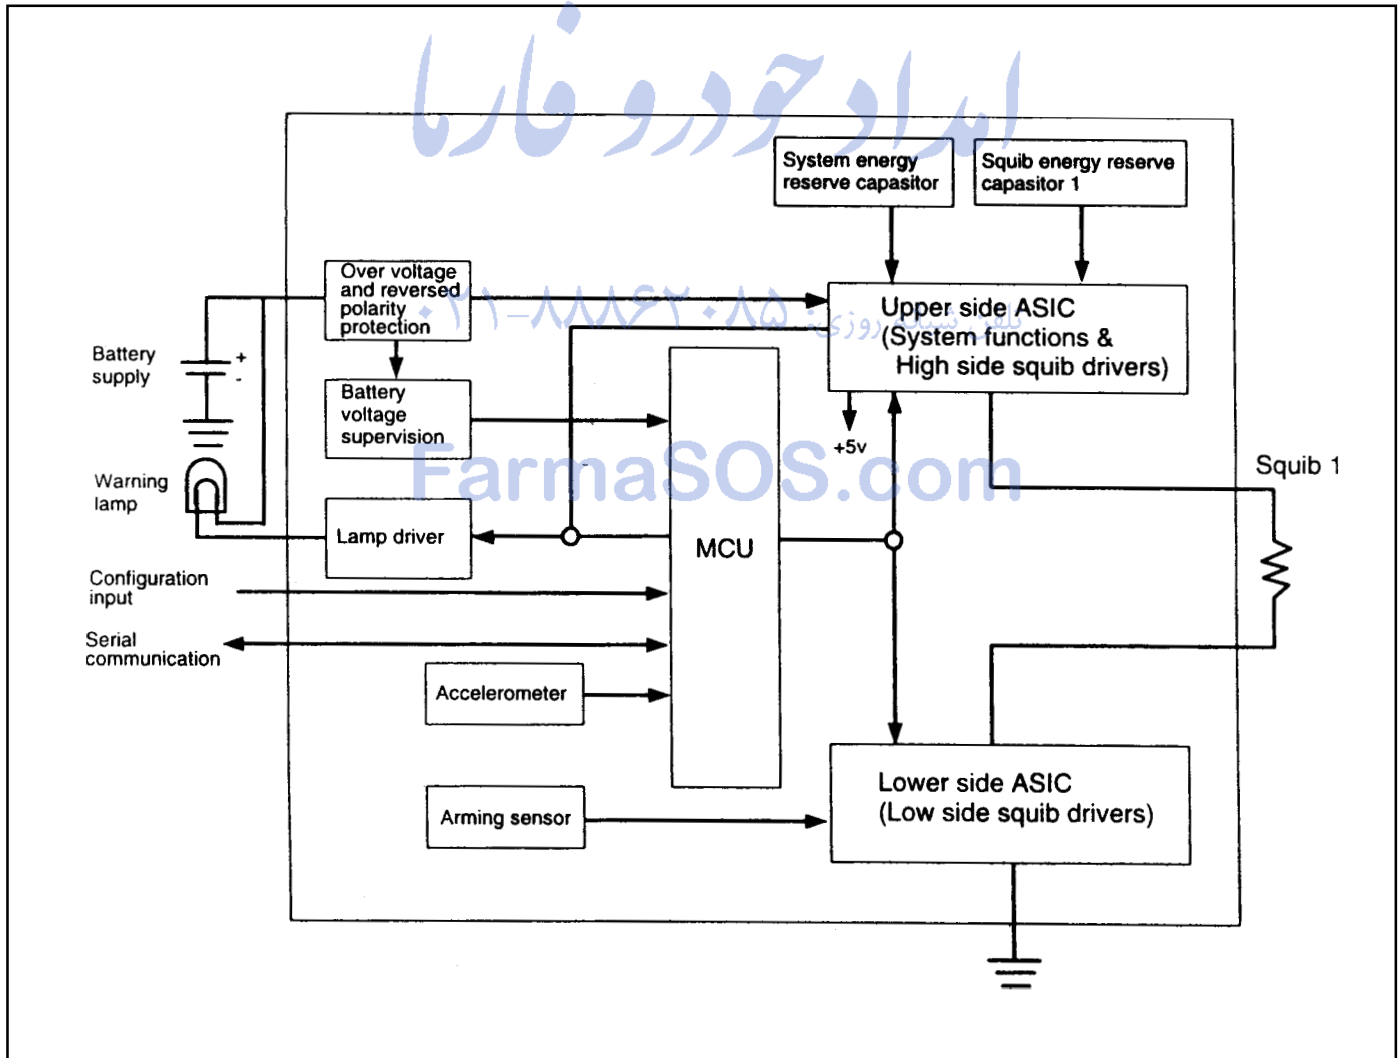 امداد خودرو فارما
System energy
reserve capasitor
Squib energy reserve
capasitor 1
Over voltage
and reversed
polarity
protection
تلفن شبانه روزی: ۰۲۱-۸۸۸۶۲۰۸۵
Upper side ASIC
(System functions &
High side squib drivers)
Battery
supply
+
-
Battery
voltage
supervision
+5v
FarmaSOS.com
Squib 1
Warning
lamp
Lamp driver
MCU
Configuration
input
Serial
communication
Accelerometer
Lower side ASIC
(Low side squib drivers)
Arming sensor